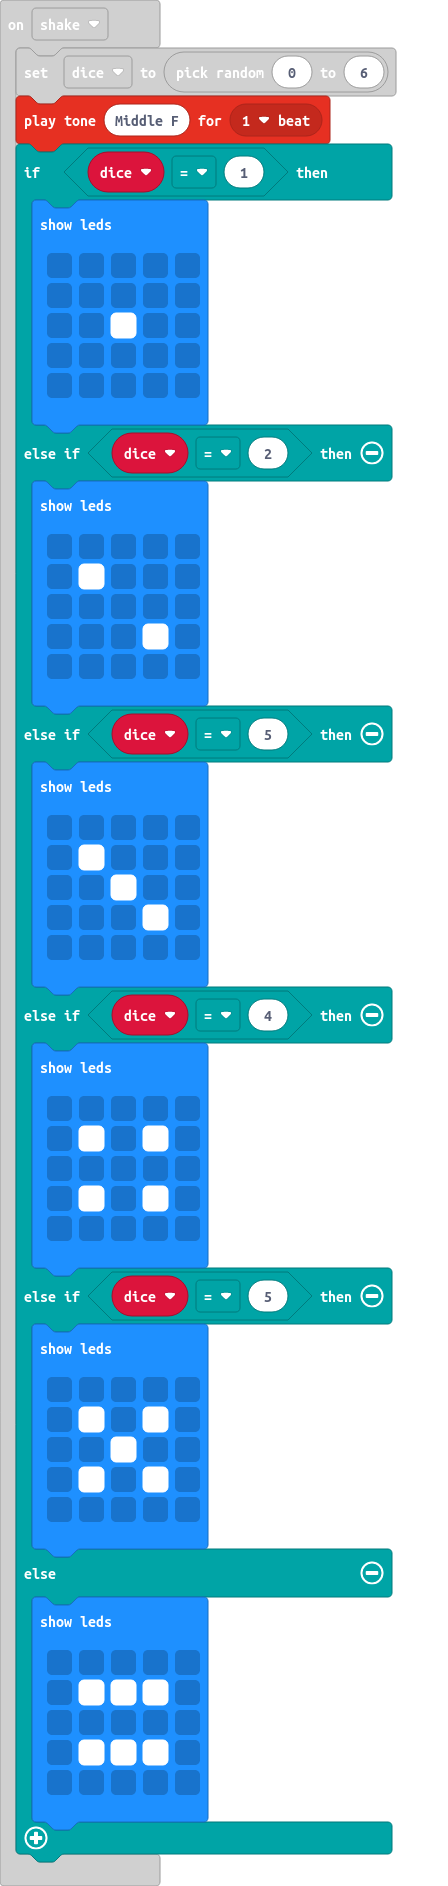 on shake
set dice to pick random 0 to 6
play tone Middle F for 1 beat
if dice = 1 then
show leds
else if dice = 2 then
show leds
else if dice = 5 then
show leds
else if dice = 4 then
show leds
else if dice = 5 then
show leds
else
show leds